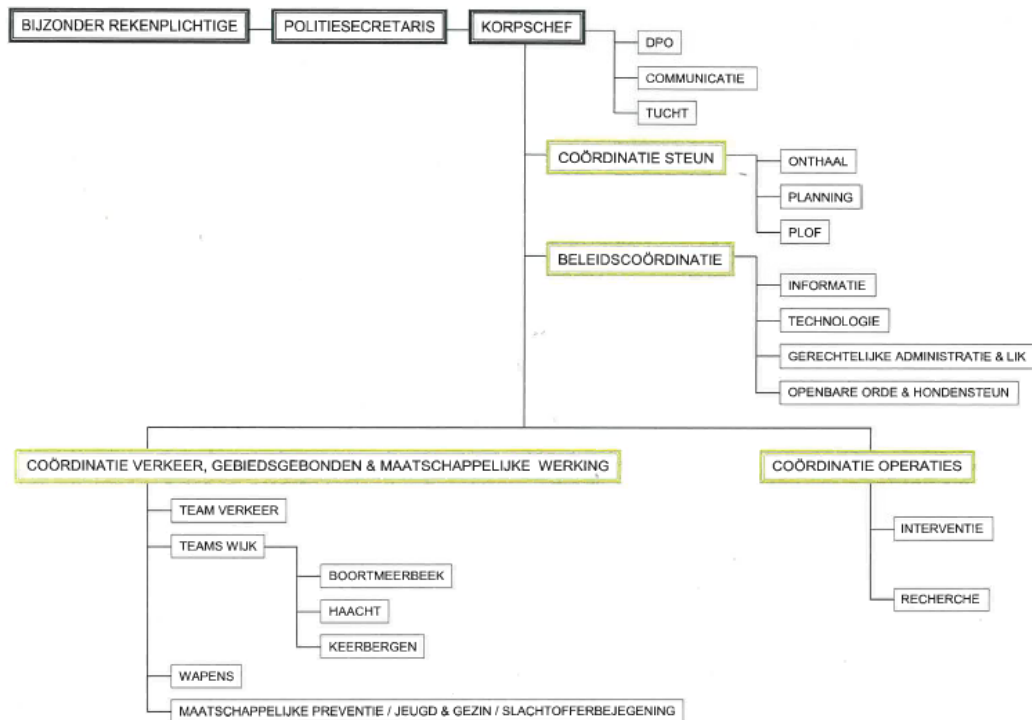 BIJZONDER REKENPLICHTIGE
POLITIESECRETARIS
KORPSCHEF
DPO
COMMUNICATIE
TUCHT
COÖRDINATIE STEUN
ONTHAAL
PLANNING
PLOF
BELEIDSCOÖRDINATIE
INFORMATIE
TECHNOLOGIE
GERECHTELIJKE ADMINISTRATIE & LIK
OPENBARE ORDE & HONDENSTEUN
COÖRDINATIE VERKEER, GEBIEDSGEBONDEN & MAATSCHAPPELIJKE WERKING
TEAM VERKEER
TEAMS WIJK
BOORTMEERBEEK
HAACHT
KEERBERGEN
WAPENS
MAATSCHAPPELIJKE PREVENTIE / JEUGD & GEZIN / SLACHTOFFERBEJEGENING
COÖRDINATIE OPERATIES
INTERVENTIE
RECHERCHE